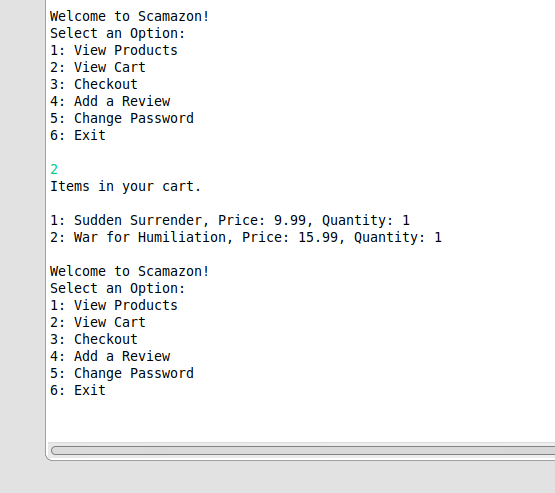 Welcome to Scamazon!
Select an Option:
1: View Products
2: View Cart
3: Checkout
4: Add a Review
5: Change Password
6: Exit
2
Items in your cart.
1: Sudden Surrender, Price: 9.99, Quantity: 1
2: War for Humiliation, Price: 15.99, Quantity: 1
Welcome to Scamazon!
Select an Option:
1: View Products
2: View Cart
3: Checkout
4: Add a Review
5: Change Password
6: Exit